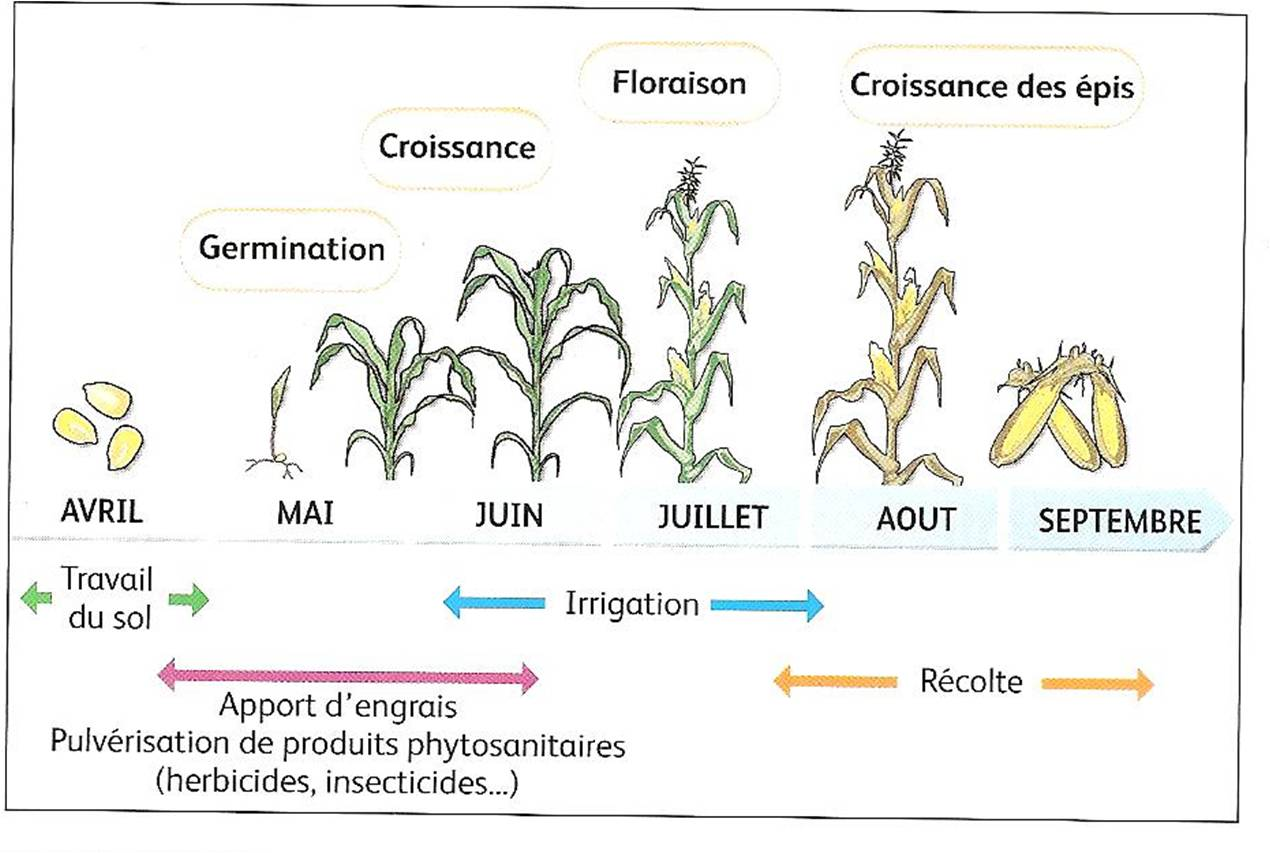 Floraison
Croissance des épis
Croissance
Germination
AVRIL
MAI
JUIN
JUILLET
AOUT
SEPTEMBRE
Travail
du sol
Irrigation
Récolte
Apport d'engrais
Pulvérisation de produits phytosanitaires
(herbicides, insecticides...)